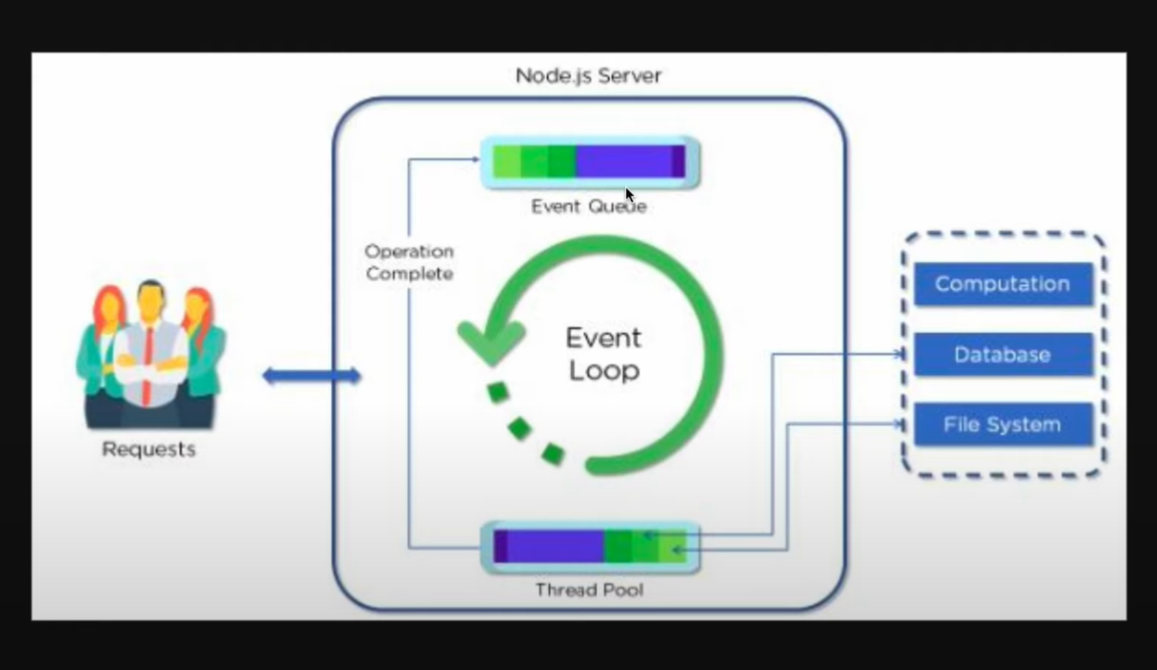 Node.js Server
Event Queue
Operation
Complete
Event
Loop
Requests
Computation
Database
File System
Thread Pool